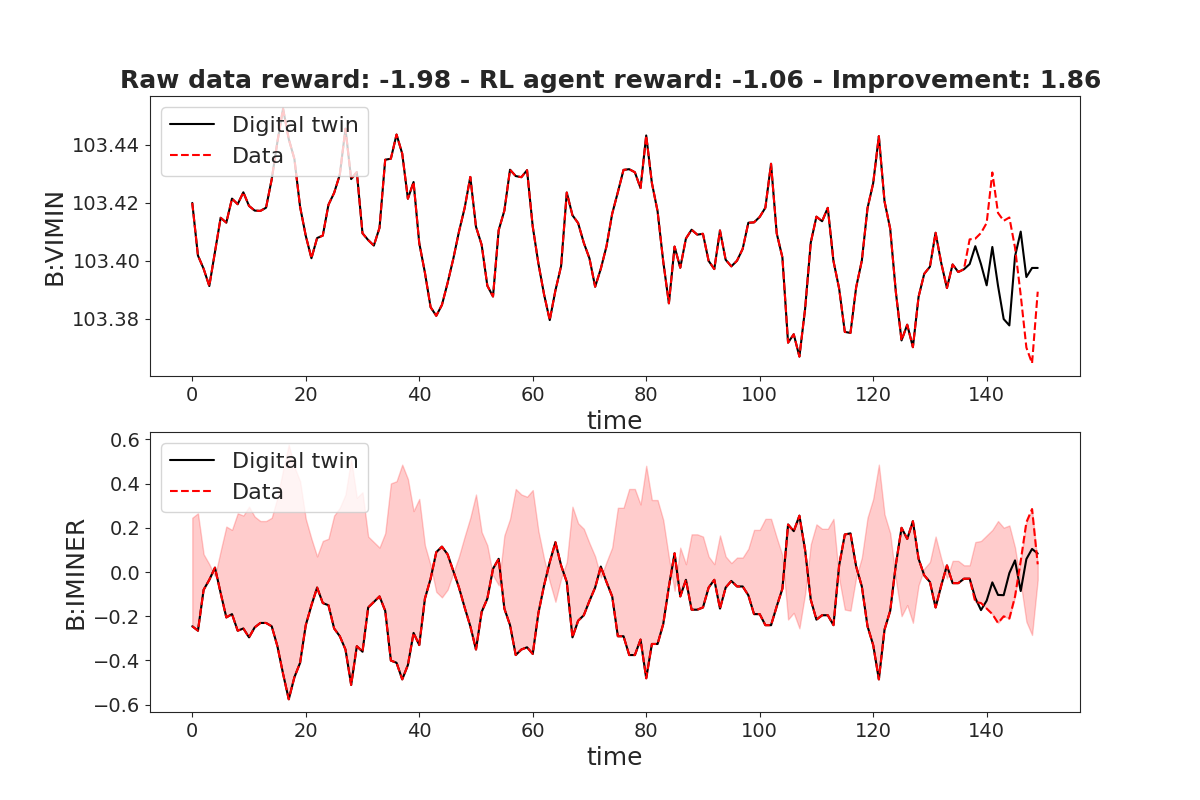 Raw data reward: -1.98 - RL agent reward: -1.06 - Improvement: 1.86
B:VIMIN
103.44
103.42
103.40
103.38
Digital twin
Data
0 20 40 60 80 100 120 140
time
B:IMINER
0.6
0.4
0.2
0.0
−0.2
−0.4
−0.6
Digital twin
Data
0 20 40 60 80 100 120 140
time